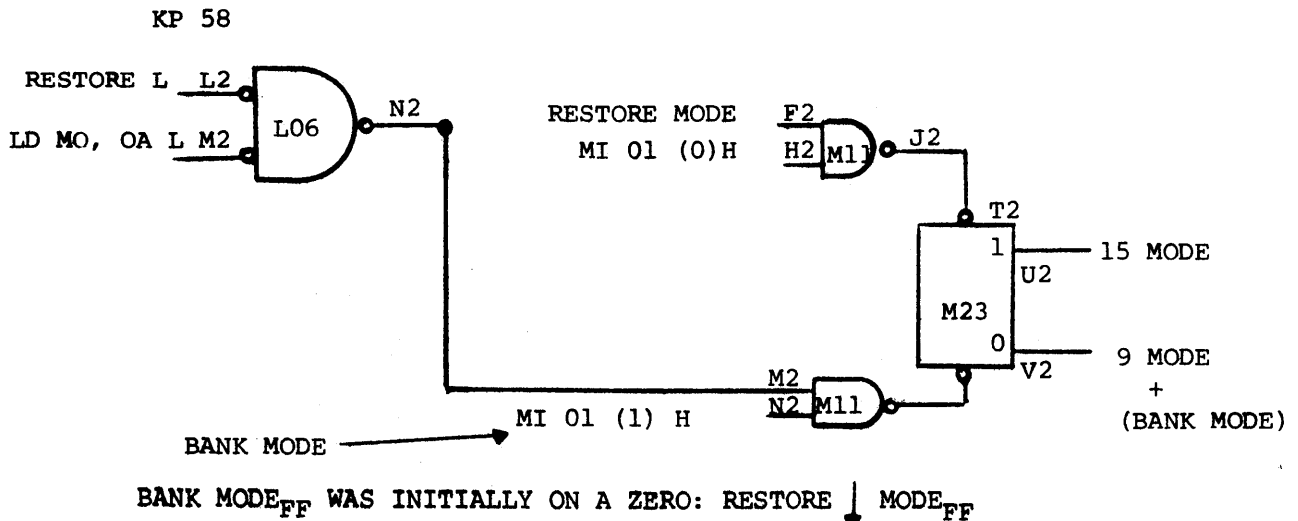 KP 58
RESTORE L L2
N2
L06
LD MO, OA L M2
RESTORE MODE F2
MI 01 (0)H H2
M11
J2
T2
1
15 MODE
U2
M23
0
9 MODE
V2
+
(BANK MODE)
M2
N2
M11
MI 01 (1) H
BANK MODE
BANK MODEFF WAS INITIALLY ON A ZERO: RESTORE ↓ MODEFF